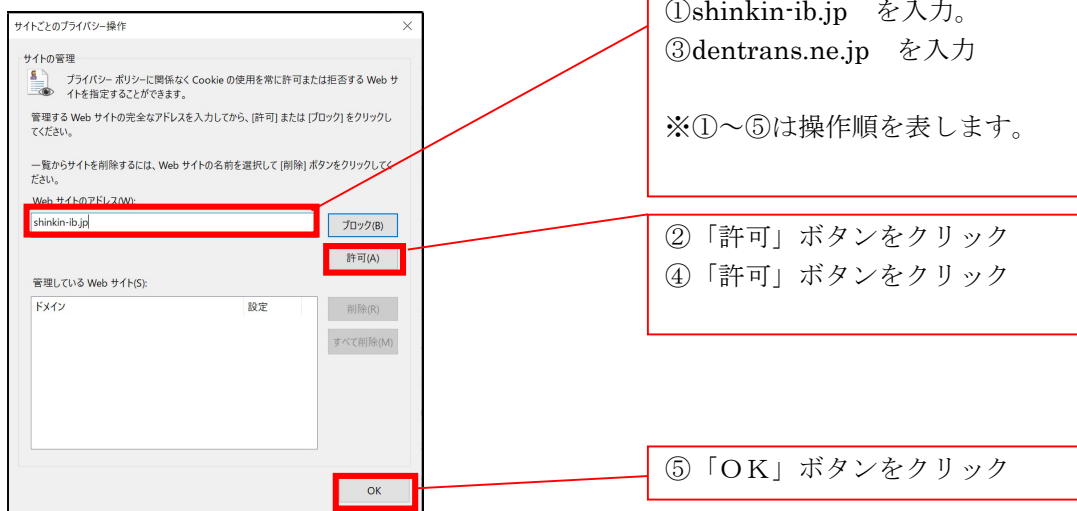 サイトごとのプライバシー操作
サイトの管理
プライバシー ポリシーに関係なく Cookie の使用を常に許可または拒否する Web サ
イトを指定することができます。
管理する Web サイトの完全なアドレスを入力してから、[許可] または [ブロック] をクリックし
てください。
一覧からサイトを削除するには、Web サイトの名前を選択して [削除] ボタンをクリックしてく
ださい。
Web サイトのアドレス(W):
shinkin-ib.jp
ブロック(B)
許可(A)
管理している Web サイト(S):
ドメイン 設定
削除(R)
すべて削除(M)
OK
①shinkin-ib.jp を入力。
③dentrans.ne.jp を入力
※①~⑤は操作順を表します。
②「許可」ボタンをクリック
④「許可」ボタンをクリック
⑤「OK」ボタンをクリック